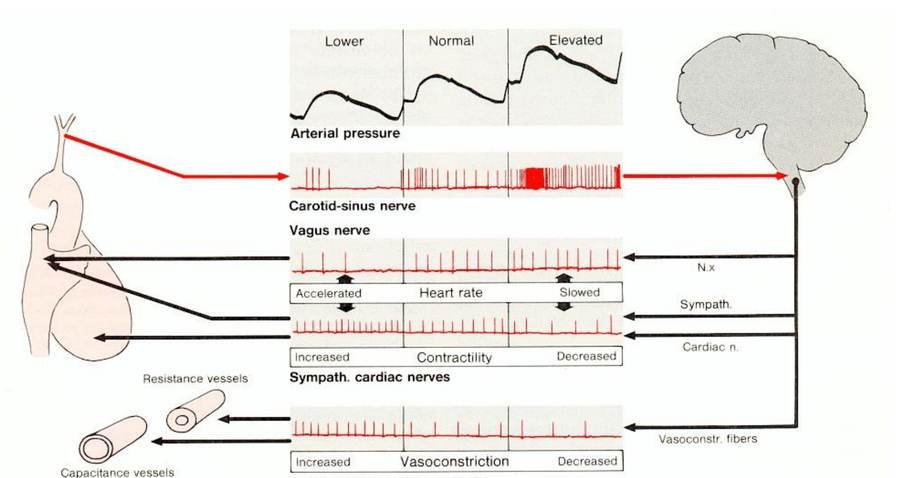 Lower Normal Elevated
Arterial pressure
Carotid-sinus nerve
Vagus nerve
N.x
Accelerated Heart rate Slowed
Sympath.
Cardiac n.
Increased Contractility Decreased
Sympath. cardiac nerves
Resistance vessels
Vasoconstr. fibers
Increased Vasoconstriction Decreased
Capacitance vessels